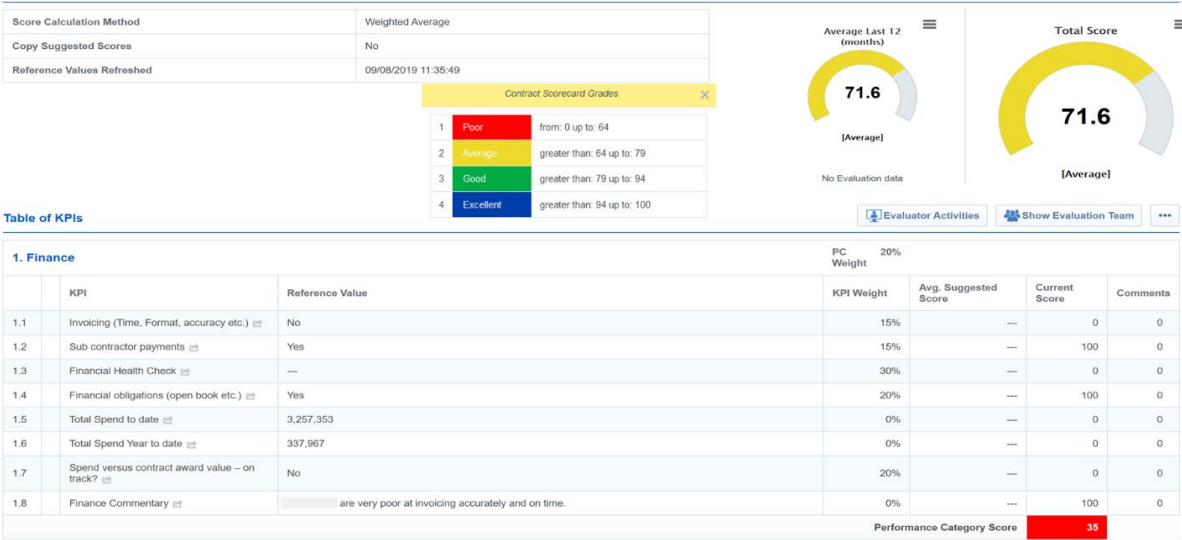 Score Calculation Method Weighted Average
Copy Suggested Scores No
Reference Values Refreshed 09/08/2019 11:35:49
Contract Scorecard Grades
1 Poor from: 0 up to: 64
2 Average greater than: 64 up to: 79
3 Good greater than: 79 up to: 94
4 Excellent greater than: 94 up to: 100
Average Last 12
(months)
71.6
[Average]
No Evaluation data
Total Score
71.6
[Average]
Table of KPIs
Evaluator Activities Show Evaluation Team
1. Finance PC Weight 20%
KPI Reference Value KPI Weight Avg. Suggested Score Current Score Comments
1.1 Invoicing (Time, Format, accuracy etc.) No 15% --- 0 0
1.2 Sub contractor payments Yes 15% --- 100 0
1.3 Financial Health Check --- 30% --- 0 0
1.4 Financial obligations (open book etc.) Yes 20% --- 100 0
1.5 Total Spend to date 3,257,353 0% --- 0 0
1.6 Total Spend Year to date 337,967 0% --- 0 0
1.7 Spend versus contract award value – on track? No 20% --- 0 0
1.8 Finance Commentary are very poor at invoicing accurately and on time. 0% --- 100 0
Performance Category Score 35